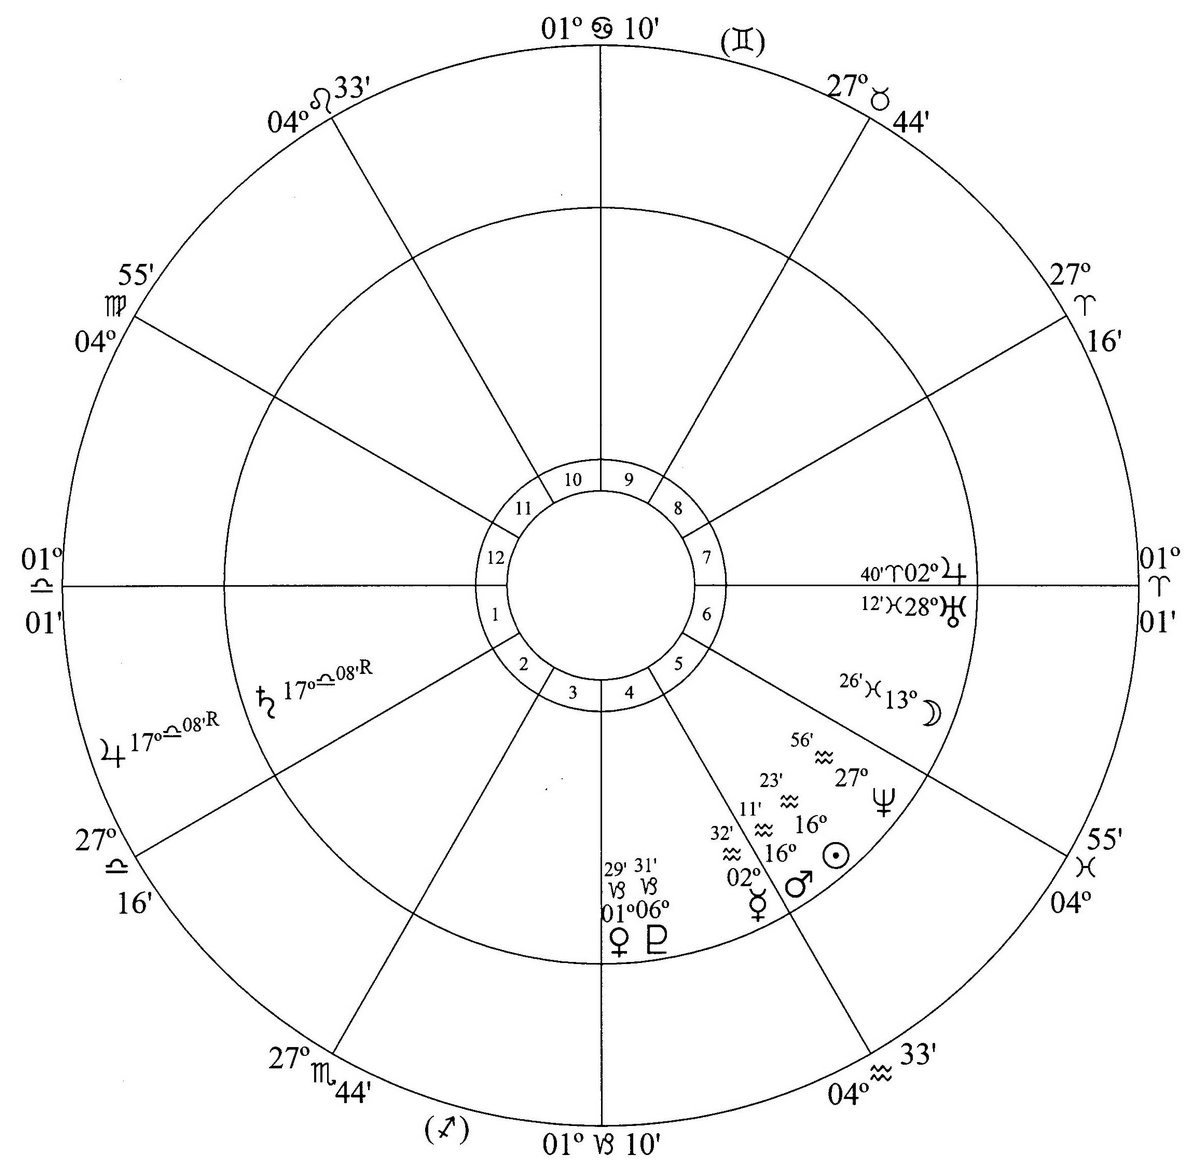 01° ♋ 10'
(♊)
04° ♌ 33'
27° ♉ 44'
55' ♍ 04°
27° ♈ 16'
01° ♎ 01'
01° ♈ 01'
27° ♎ 16'
55' ♓ 04°
27° ♏ 44'
(♐)
01° ♑ 10'
04° ♒ 33'
10
9
11
8
12
7
1
6
2
5
3
4
40' ♈ 02° ♃
12' ♓ 28° ♅
26' ♓ 13° ☽
♄ 17° ♎ 08' R
♃ 17° ♎ 08' R
56' ♒ 27° ♆
23' ♒ 16° ☉
11' ♒ 16° ♂
32' ♒ 02° ☿
29' ♑ 01° ♀
31' ♑ 06° ♇